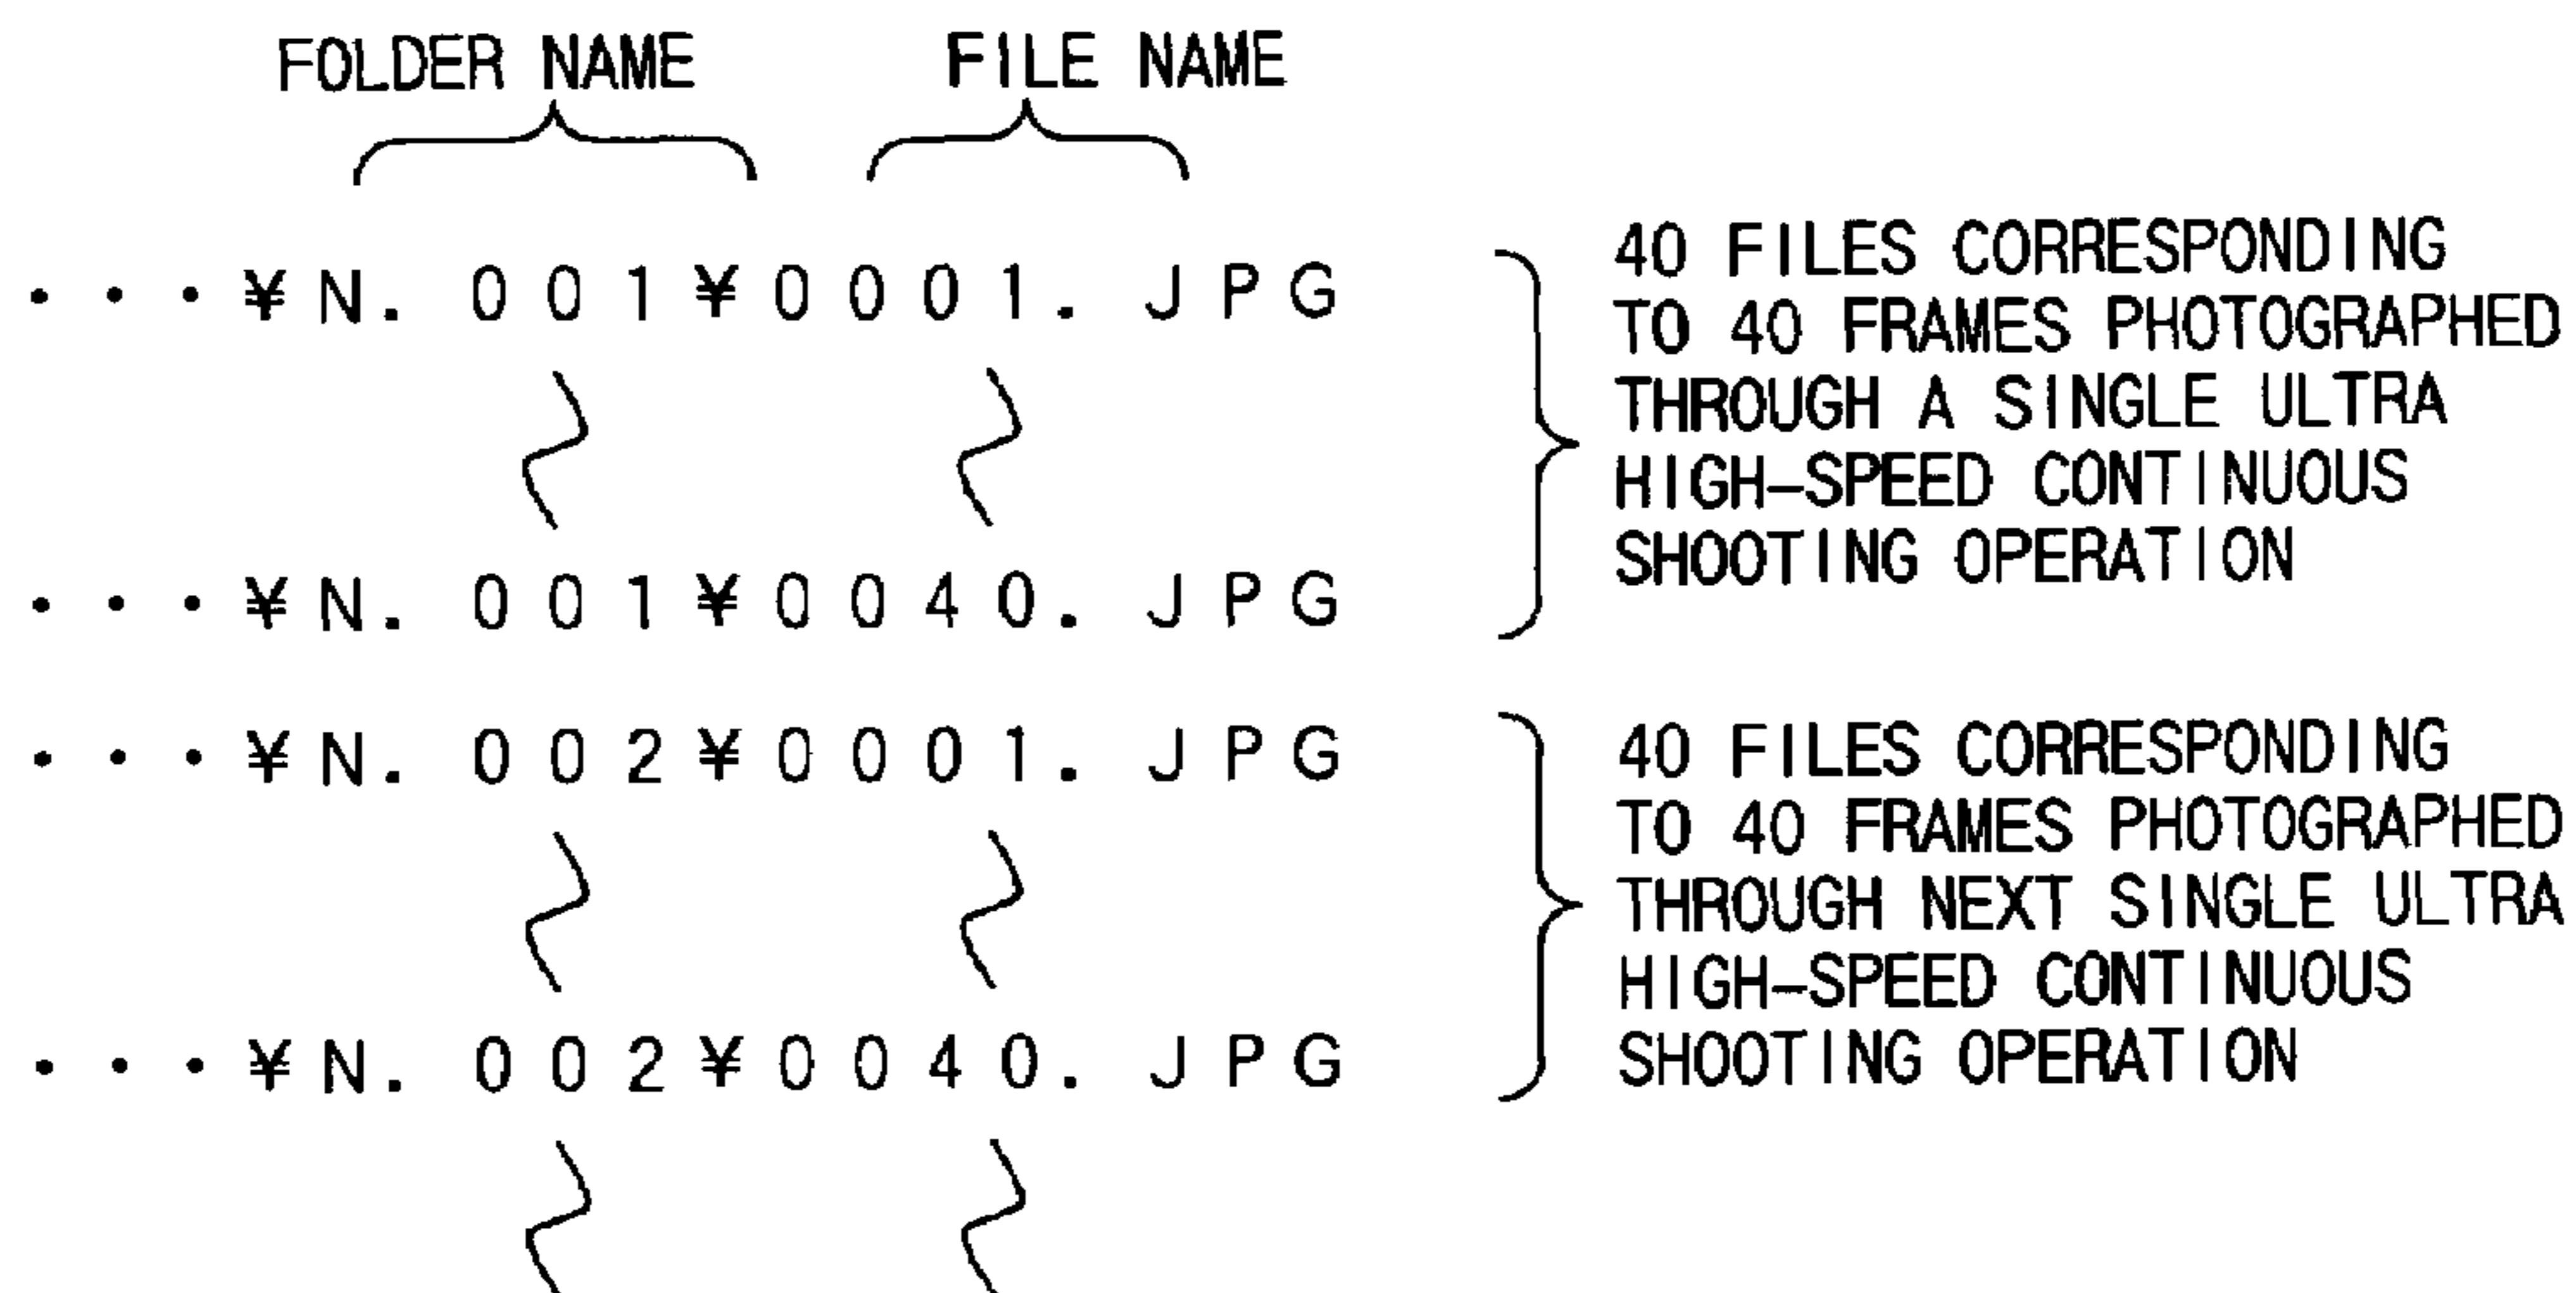 FOLDER NAME FILE NAME
・・・¥N. 001¥0001. JPG
・・・¥N. 001¥0040. JPG
40 FILES CORRESPONDING
TO 40 FRAMES PHOTOGRAPHED
THROUGH A SINGLE ULTRA
HIGH-SPEED CONTINUOUS
SHOOTING OPERATION
・・・¥N. 002¥0001. JPG
・・・¥N. 002¥0040. JPG
40 FILES CORRESPONDING
TO 40 FRAMES PHOTOGRAPHED
THROUGH NEXT SINGLE ULTRA
HIGH-SPEED CONTINUOUS
SHOOTING OPERATION